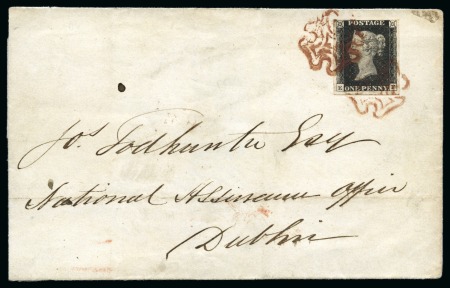 POSTAGE
ONE PENNY
Jos Todhunter Esq
National Assurance Office
Dublin